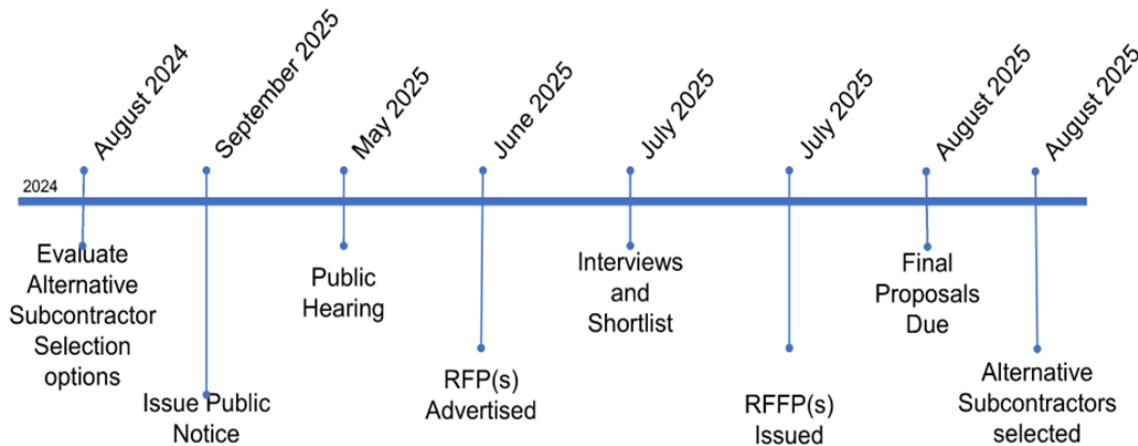 August 2024
September 2025
May 2025
June 2025
July 2025
July 2025
August 2025
August 2025
2024
Evaluate
Alternative
Subcontractor
Selection
options
Issue Public
Notice
Public
Hearing
RFP(s)
Advertised
Interviews
and
Shortlist
RFFP(s)
Issued
Final
Proposals
Due
Alternative
Subcontractors
selected